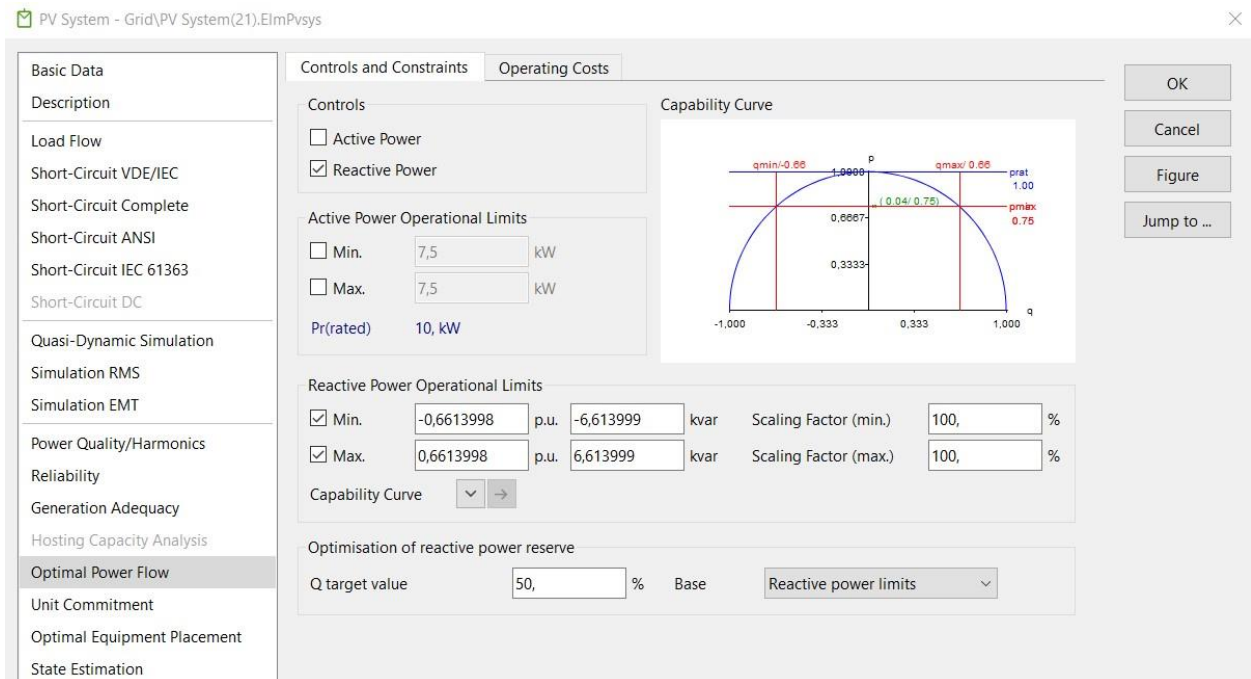 PV System - Grid\PV System(21).ElmPvsys
Basic Data
Description
Load Flow
Short-Circuit VDE/IEC
Short-Circuit Complete
Short-Circuit ANSI
Short-Circuit IEC 61363
Short-Circuit DC
Quasi-Dynamic Simulation
Simulation RMS
Simulation EMT
Power Quality/Harmonics
Reliability
Generation Adequacy
Hosting Capacity Analysis
Optimal Power Flow
Unit Commitment
Optimal Equipment Placement
State Estimation
Controls and Constraints Operating Costs
Controls
Active Power
Reactive Power
Active Power Operational Limits
Min. 7,5 kW
Max. 7,5 kW
Pr(rated) 10, kW
Capability Curve
qmin/-0.66 p qmax/ 0.66
1,0000 prat
1.00
( 0.04/ 0.75) pmax
0,6667 0.75
0,3333
q
-1,000 -0,333 0,333 1,000
Reactive Power Operational Limits
Min. -0,6613998 p.u. -6,613999 kvar Scaling Factor (min.) 100, %
Max. 0,6613998 p.u. 6,613999 kvar Scaling Factor (max.) 100, %
Capability Curve
Optimisation of reactive power reserve
Q target value 50, % Base Reactive power limits
OK
Cancel
Figure
Jump to ...